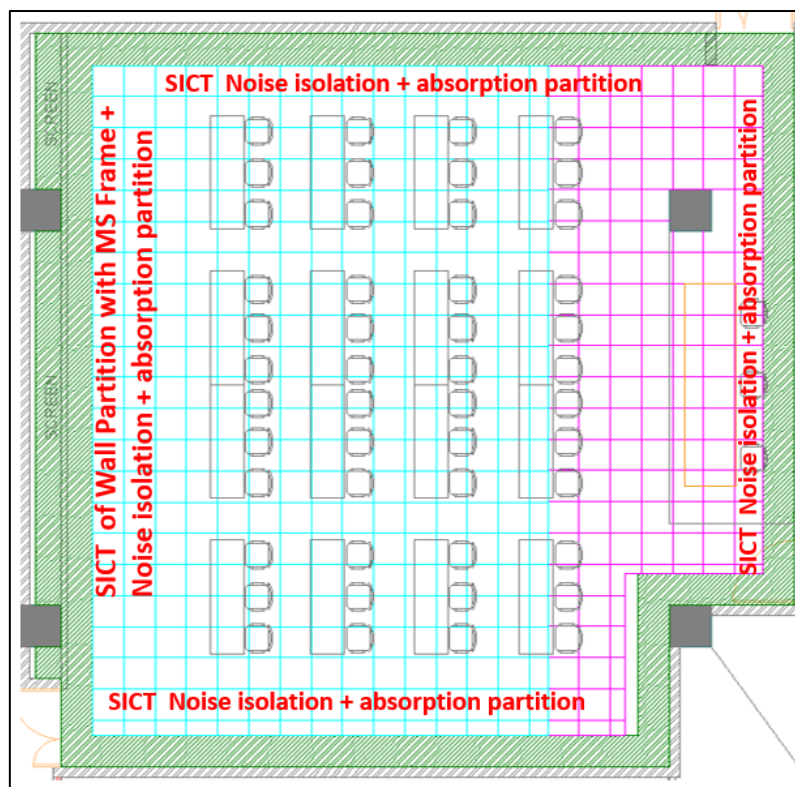 SICT  Noise isolation + absorption partition
SCREEN
SICT  of Wall Partition with MS Frame +
Noise isolation + absorption partition
SCREEN
SICT  Noise isolation + absorption partition
SICT  Noise isolation + absorption partition